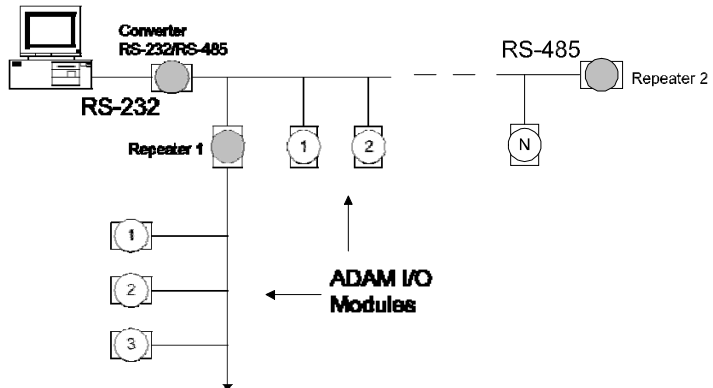 Converter
RS-232/RS-485
RS-485
Repeater 2
RS-232
Repeater 1
1
2
N
1
2
3
ADAM I/O
Modules